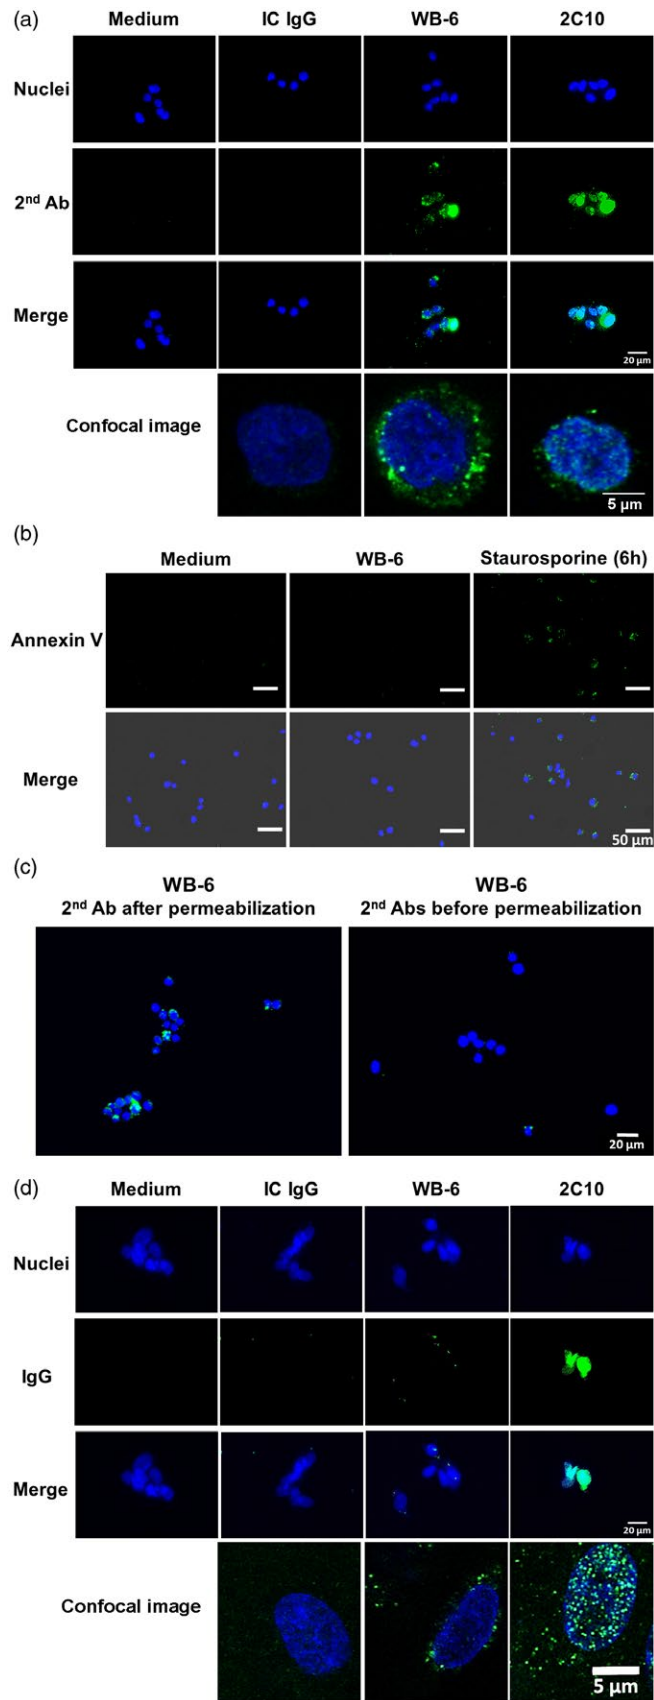 (a)
Medium IC IgG WB-6 2C10
Nuclei
2nd Ab
Merge
20 µm
Confocal image
5 µm
(b)
Medium WB-6 Staurosporine (6h)
Annexin V
Merge
50 µm
(c)
WB-6 WB-6
2nd Ab after permeabilization 2nd Abs before permeabilization
20 µm
(d)
Medium IC IgG WB-6 2C10
Nuclei
IgG
Merge
20 µm
Confocal image
5 µm